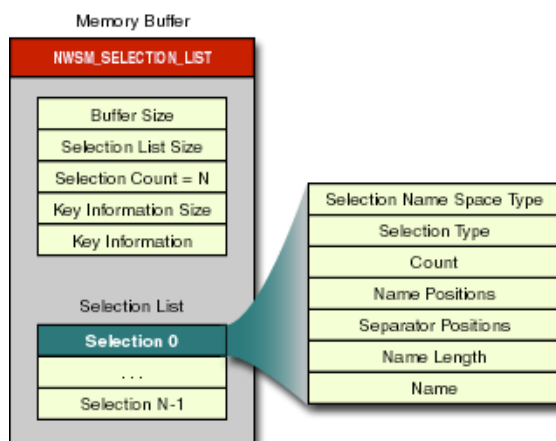 Memory Buffer
NWSM_SELECTION_LIST
Buffer Size
Selection List Size
Selection Count = N
Key Information Size
Key Information
Selection List
Selection 0
. . .
Selection N-1
Selection Name Space Type
Selection Type
Count
Name Positions
Separator Positions
Name Length
Name